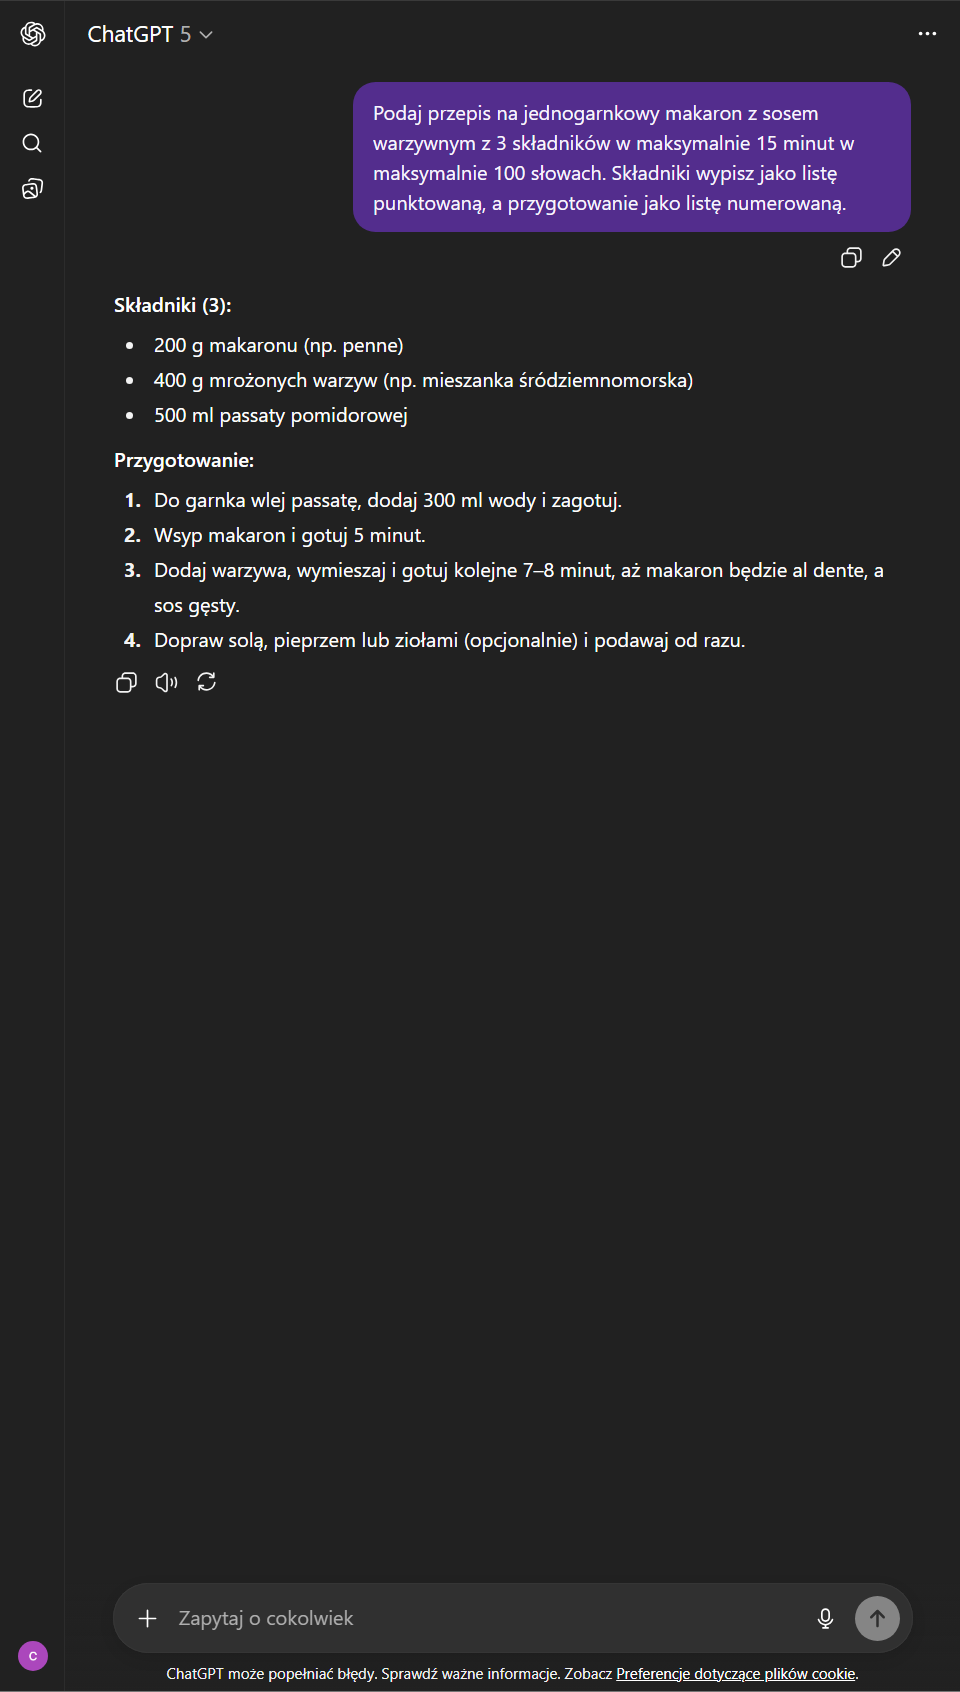 ChatGPT 5
Podaj przepis na jednogarnkowy makaron z sosem
warzywnym z 3 składników w maksymalnie 15 minut w
maksymalnie 100 słowach. Składniki wypisz jako listę
punktowaną, a przygotowanie jako listę numerowaną.
Składniki (3):
• 200 g makaronu (np. penne)
• 400 g mrożonych warzyw (np. mieszanka śródziemnomorska)
• 500 ml passaty pomidorowej
Przygotowanie:
1. Do garnka wlej passatę, dodaj 300 ml wody i zagotuj.
2. Wsyp makaron i gotuj 5 minut.
3. Dodaj warzywa, wymieszaj i gotuj kolejne 7–8 minut, aż makaron będzie al dente, a
sos gęsty.
4. Dopraw solą, pieprzem lub ziołami (opcjonalnie) i podawaj od razu.
Zapytaj o cokolwiek
C
ChatGPT może popełniać błędy. Sprawdź ważne informacje. Zobacz Preferencje dotyczące plików cookie.